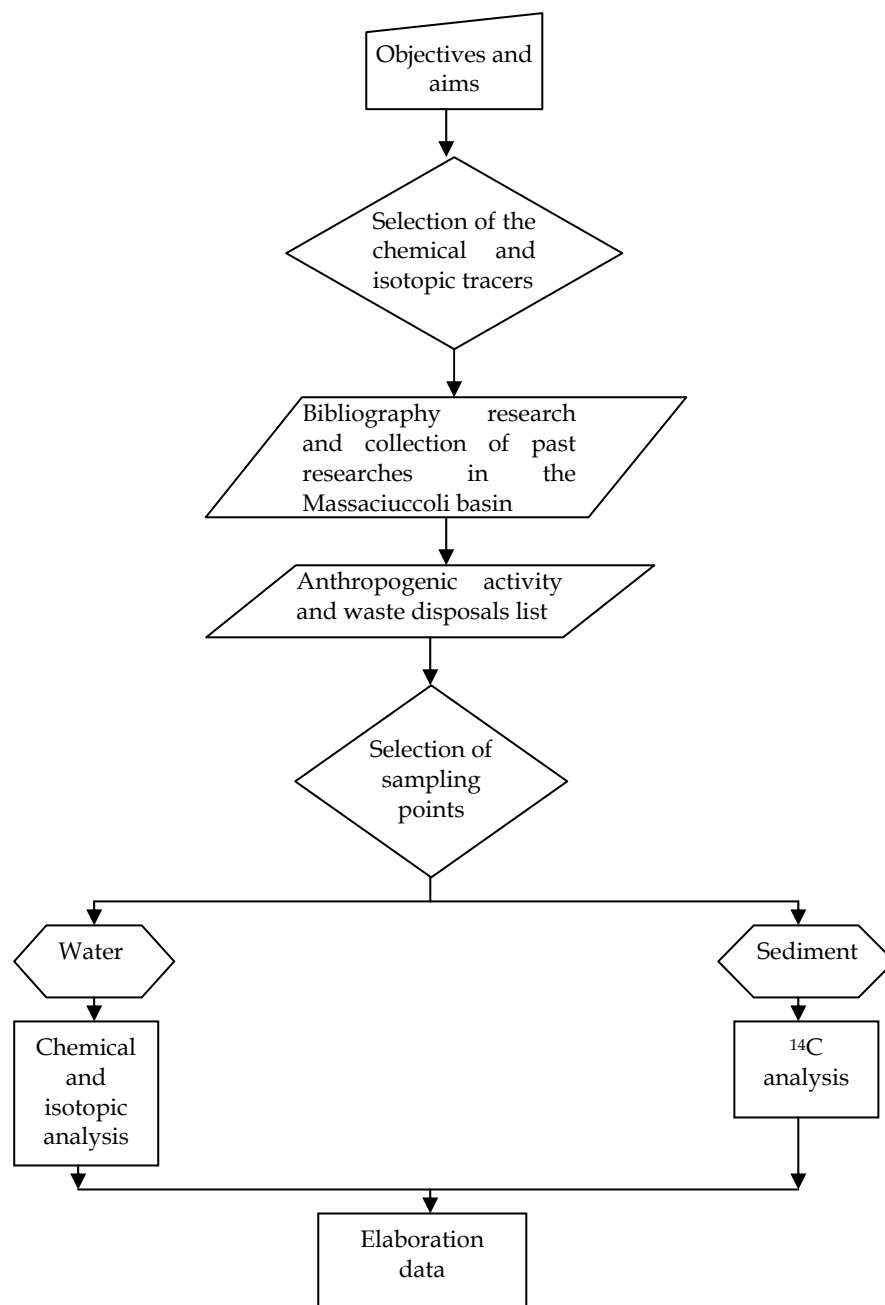 Objectives and
aims
Selection of the
chemical and
isotopic tracers
Bibliography research
and collection of past
researches in the
Massaciuccoli basin
Anthropogenic activity
and waste disposals list
Selection of
sampling
points
Water
Sediment
Chemical
and
isotopic
analysis
¹⁴C
analysis
Elaboration
data